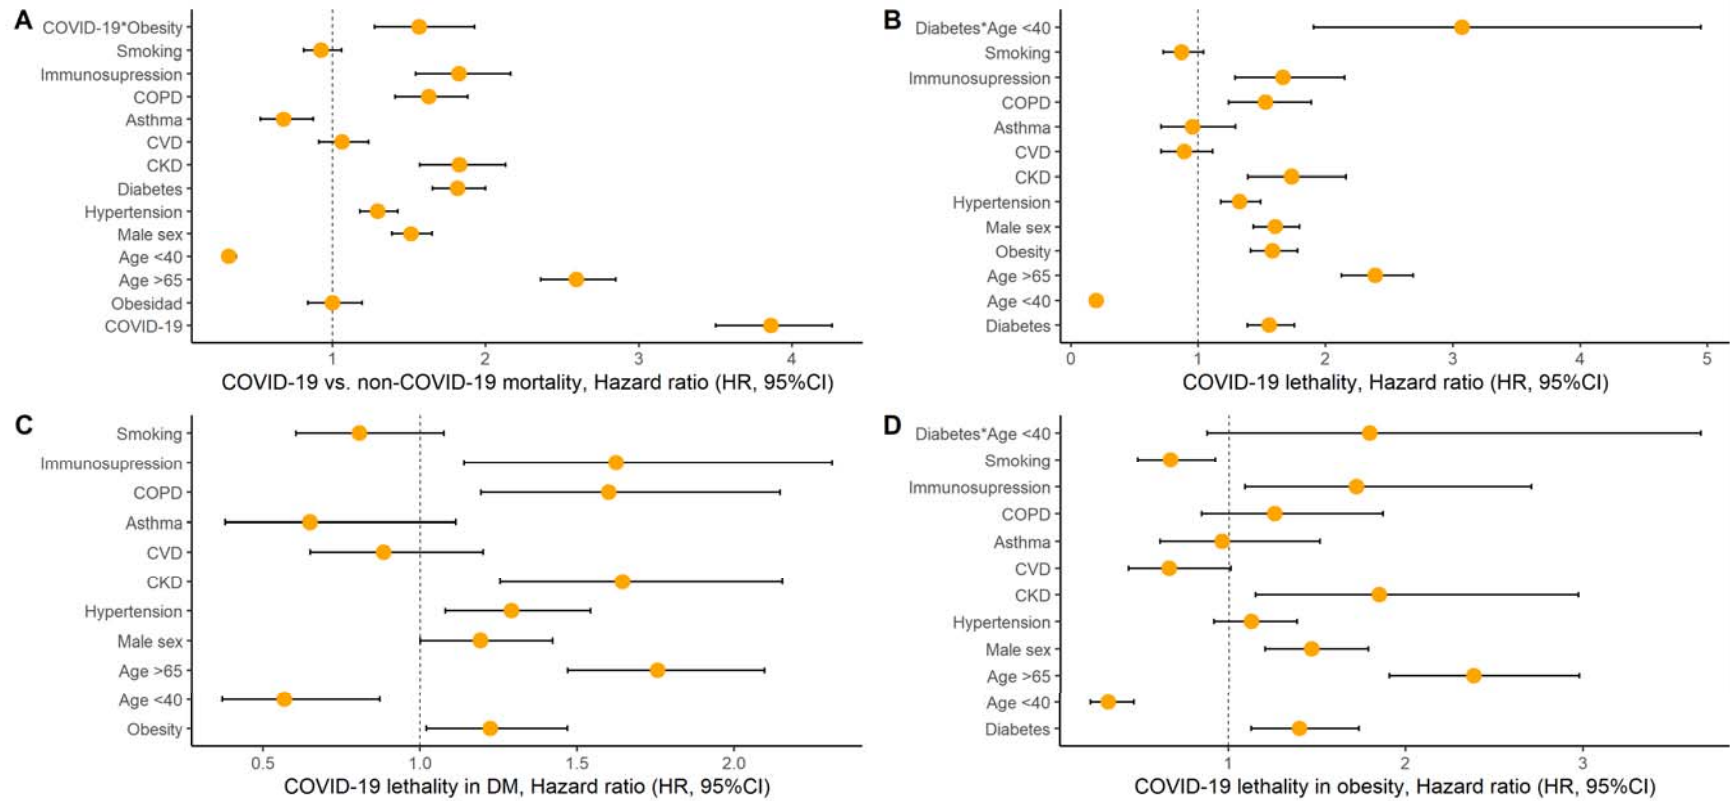 A
COVID-19*Obesity
Smoking
Immunosupression
COPD
Asthma
CVD
CKD
Diabetes
Hypertension
Male sex
Age <40
Age >65
Obesidad
COVID-19
1 2 3 4
COVID-19 vs. non-COVID-19 mortality, Hazard ratio (HR, 95%CI)
B
Diabetes*Age <40
Smoking
Immunosupression
COPD
Asthma
CVD
CKD
Hypertension
Male sex
Obesity
Age >65
Age <40
Diabetes
0 1 2 3 4 5
COVID-19 lethality, Hazard ratio (HR, 95%CI)
C
Smoking
Immunosupression
COPD
Asthma
CVD
CKD
Hypertension
Male sex
Age >65
Age <40
Obesity
0.5 1.0 1.5 2.0
COVID-19 lethality in DM, Hazard ratio (HR, 95%CI)
D
Diabetes*Age <40
Smoking
Immunosupression
COPD
Asthma
CVD
CKD
Hypertension
Male sex
Age >65
Age <40
Diabetes
1 2 3
COVID-19 lethality in obesity, Hazard ratio (HR, 95%CI)